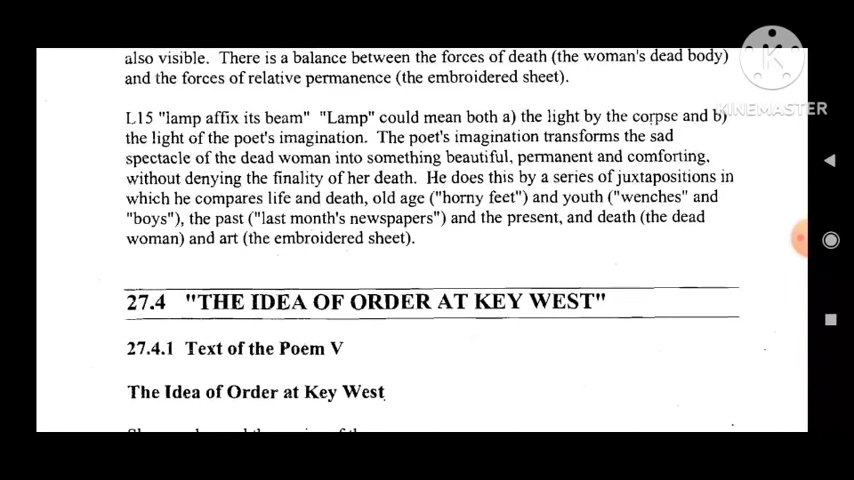 also visible. There is a balance between the forces of death (the woman's dead body)
and the forces of relative permanence (the embroidered sheet).
L15 "lamp affix its beam" "Lamp" could mean both a) the light by the corpse and b)
the light of the poet's imagination. The poet's imagination transforms the sad
spectacle of the dead woman into something beautiful, permanent and comforting,
without denying the finality of her death. He does this by a series of juxtapositions in
which he compares life and death, old age ("horny feet") and youth ("wenches" and
"boys"), the past ("last month's newspapers") and the present, and death (the dead
woman) and art (the embroidered sheet).
27.4 "THE IDEA OF ORDER AT KEY WEST"
27.4.1 Text of the Poem V
The Idea of Order at Key West
KINEMASTER